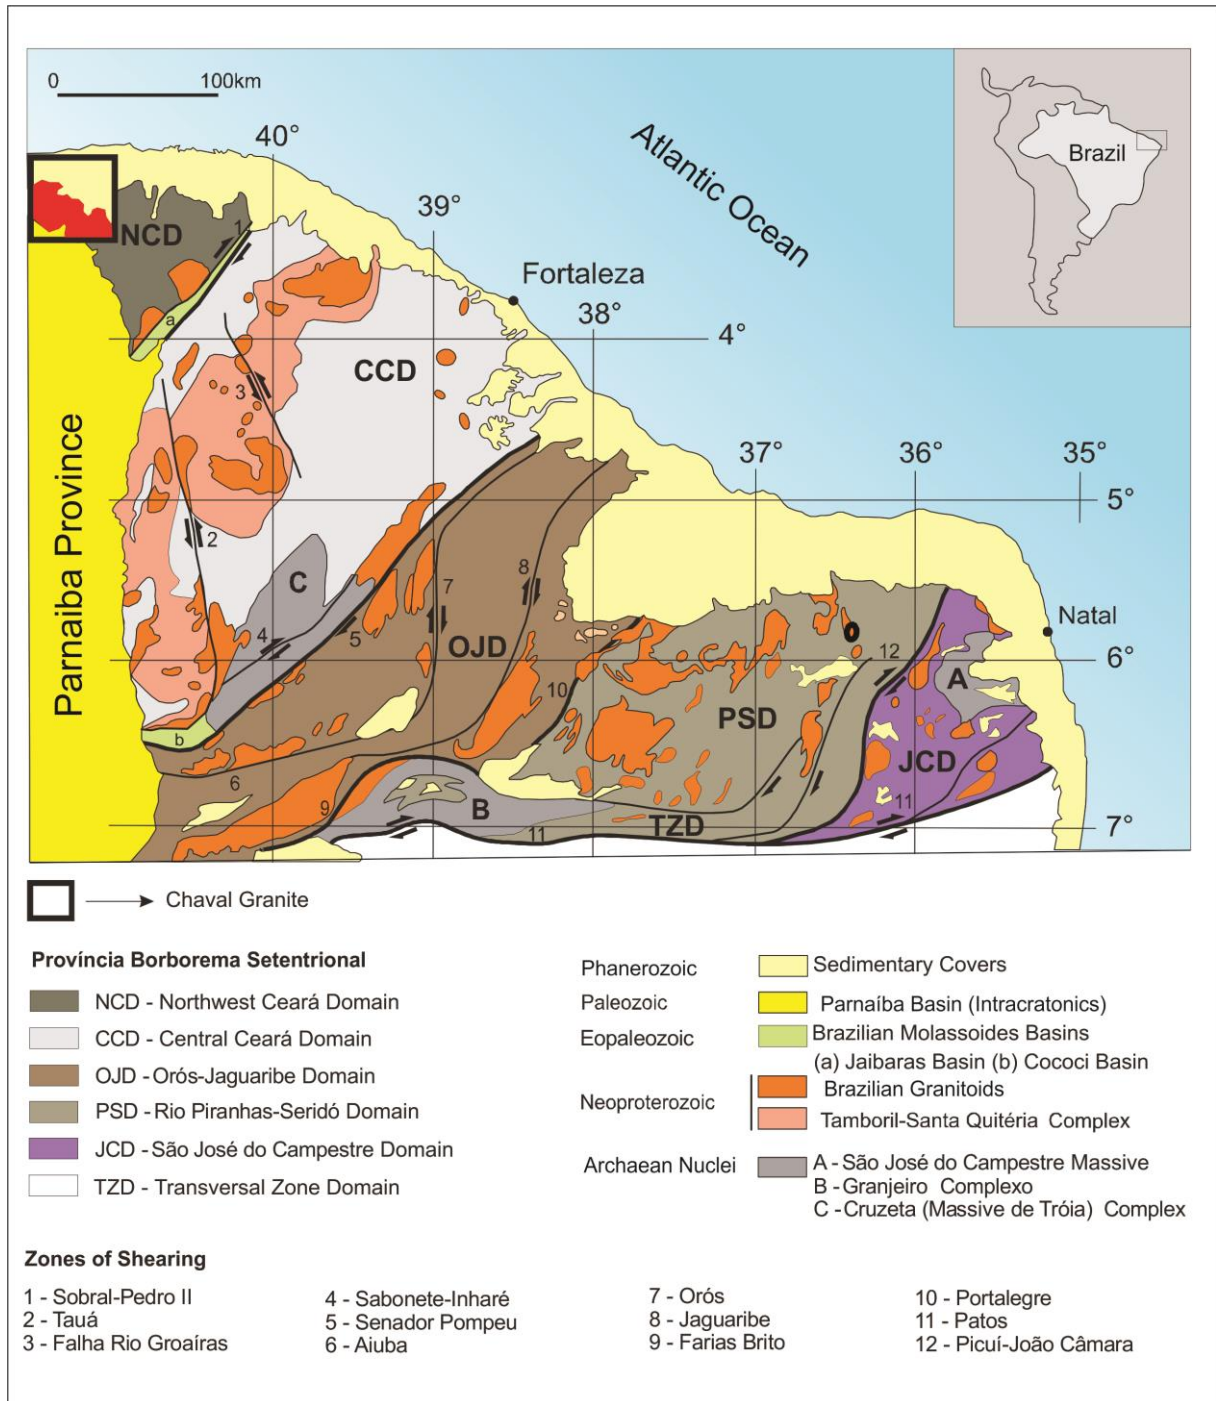 0 100km
40°
39°
38°
37°
36°
35°
4°
5°
6°
7°
Atlantic Ocean
Brazil
Fortaleza
Natal
Parnaiba Province
NCD
CCD
OJD
PSD
JCD
TZD
A
B
C
a
b
1
2
3
4
5
6
7
8
9
10
11
11
12
Chaval Granite
Província Borborema Setentrional
NCD - Northwest Ceará Domain
CCD - Central Ceará Domain
OJD - Orós-Jaguaribe Domain
PSD - Rio Piranhas-Seridó Domain
JCD - São José do Campestre Domain
TZD - Transversal Zone Domain
Phanerozoic Sedimentary Covers
Paleozoic Parnaíba Basin (Intracratonics)
Eopaleozoic Brazilian Molassoides Basins
(a) Jaibaras Basin (b) Cococi Basin
Neoproterozoic Brazilian Granitoids
Tamboril-Santa Quitéria Complex
Archaean Nuclei A - São José do Campestre Massive
B - Granjeiro Complexo
C - Cruzeta (Massive de Tróia) Complex
Zones of Shearing
1 - Sobral-Pedro II
2 - Tauá
3 - Falha Rio Groaíras
4 - Sabonete-Inharé
5 - Senador Pompeu
6 - Aiuba
7 - Orós
8 - Jaguaribe
9 - Farias Brito
10 - Portalegre
11 - Patos
12 - Picuí-João Câmara